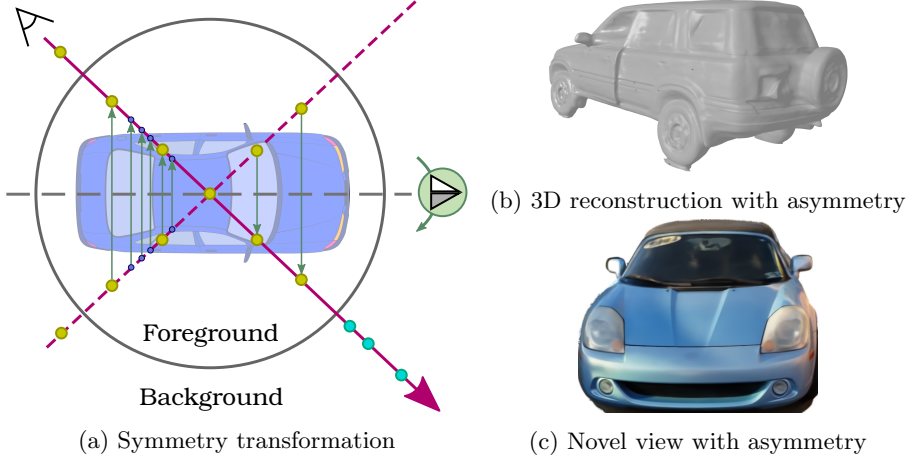 Foreground
Background
(a) Symmetry transformation
(b) 3D reconstruction with asymmetry
(c) Novel view with asymmetry